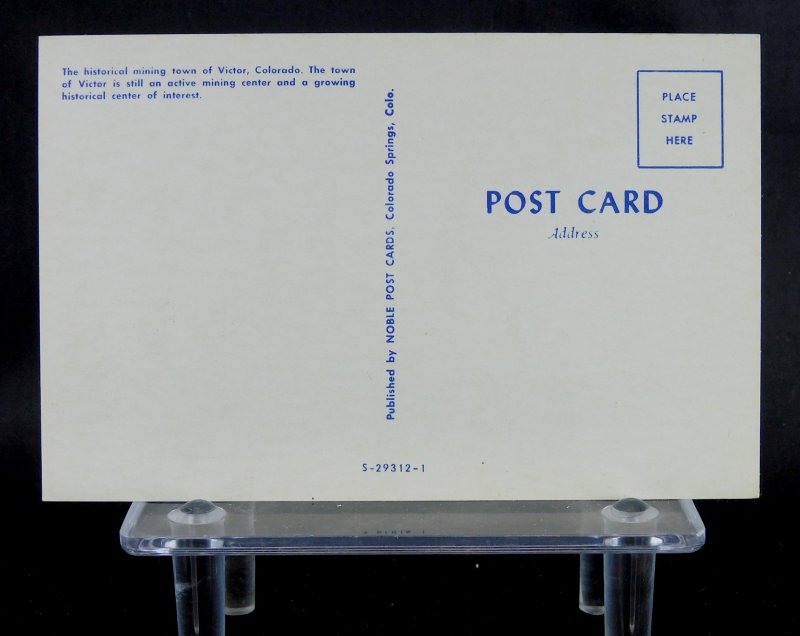 The historical mining town of Victor, Colorado. The town
of Victor is still an active mining center and a growing
historical center of interest.
Published by NOBLE POST CARDS, Colorado Springs, Colo.
PLACE
STAMP
HERE
POST CARD
Address
S-29312-1